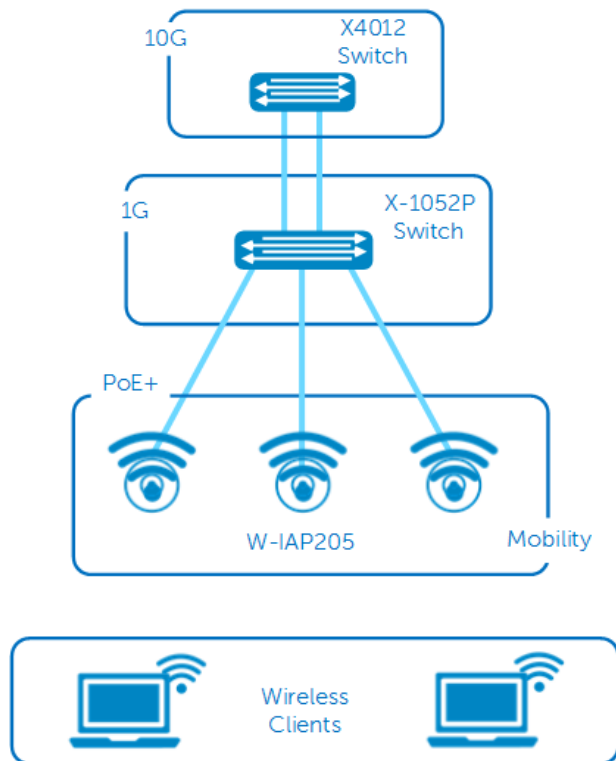 10G
X4012
Switch
1G
X-1052P
Switch
PoE+
W-IAP205
Mobility
Wireless
Clients